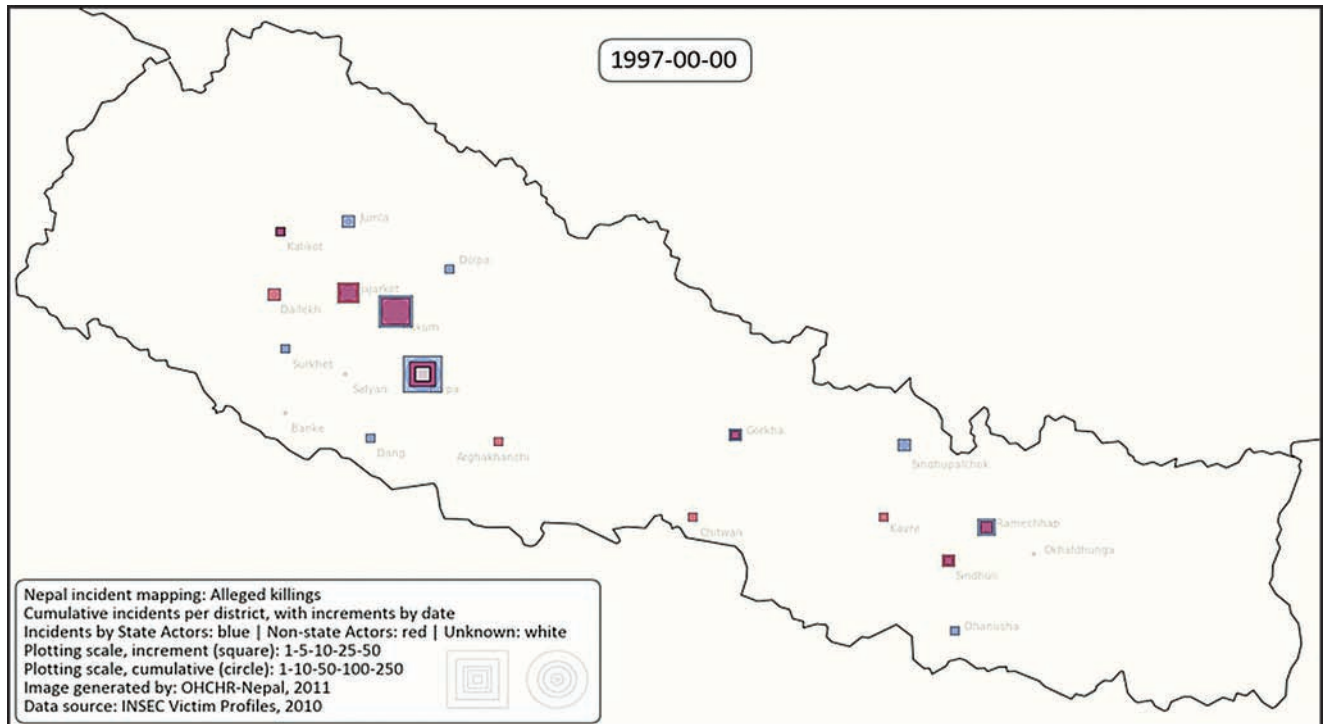 1997-00-00
Jumla
Kalikot
Dolpa
Jajarkot
Dailekh
Surkhet
Salyan
Banke
Dang
Arghakhanchi
Gorkha
Sindhupalchok
Chitwan
Kavre
Ramechhap
Okhaldhunga
Sindhuli
Dhanusha
Nepal incident mapping: Alleged killings
Cumulative incidents per district, with increments by date
Incidents by State Actors: blue | Non-state Actors: red | Unknown: white
Plotting scale, increment (square): 1-5-10-25-50
Plotting scale, cumulative (circle): 1-10-50-100-250
Image generated by: OHCHR-Nepal, 2011
Data source: INSEC Victim Profiles, 2010